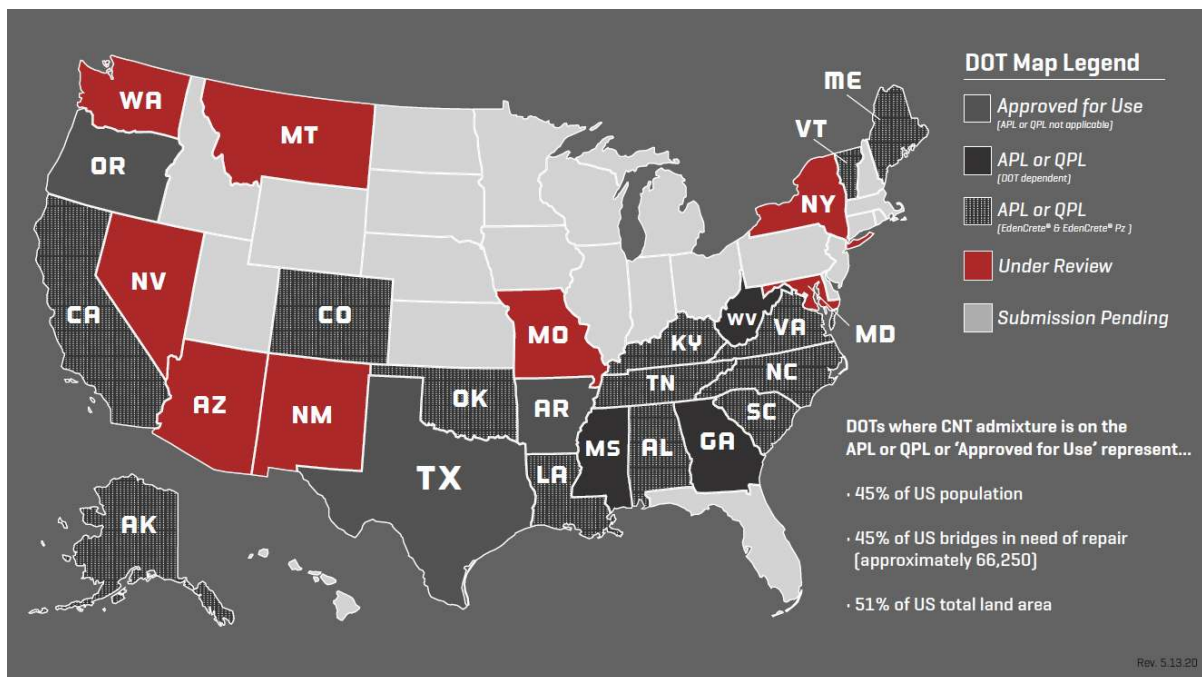 DOT Map Legend
Approved for Use
(APL or QPL not applicable)
APL or QPL
(DOT dependent)
APL or QPL
(EdenCrete® & EdenCrete® Pz )
Under Review
Submission Pending
ME
VT
WA
MT
OR
NY
NV
CA
CO
MO
WV
VA
MD
KY
NC
TN
AZ
NM
OK
AR
SC
MS
AL
GA
TX
LA
AK
DOTs where CNT admixture is on the
APL or QPL or ‘Approved for Use’ represent...
· 45% of US population
· 45% of US bridges in need of repair
(approximately 66,250)
· 51% of US total land area
Rev. 5.13.20